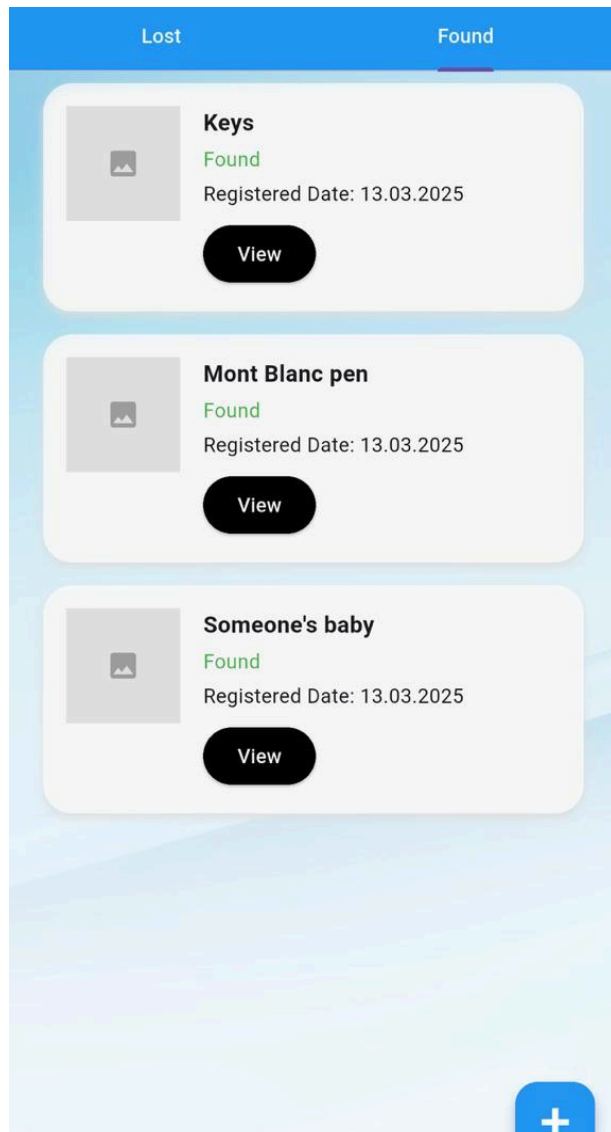 Lost Found
Keys
Found
Registered Date: 13.03.2025
View
Mont Blanc pen
Found
Registered Date: 13.03.2025
View
Someone's baby
Found
Registered Date: 13.03.2025
View
+